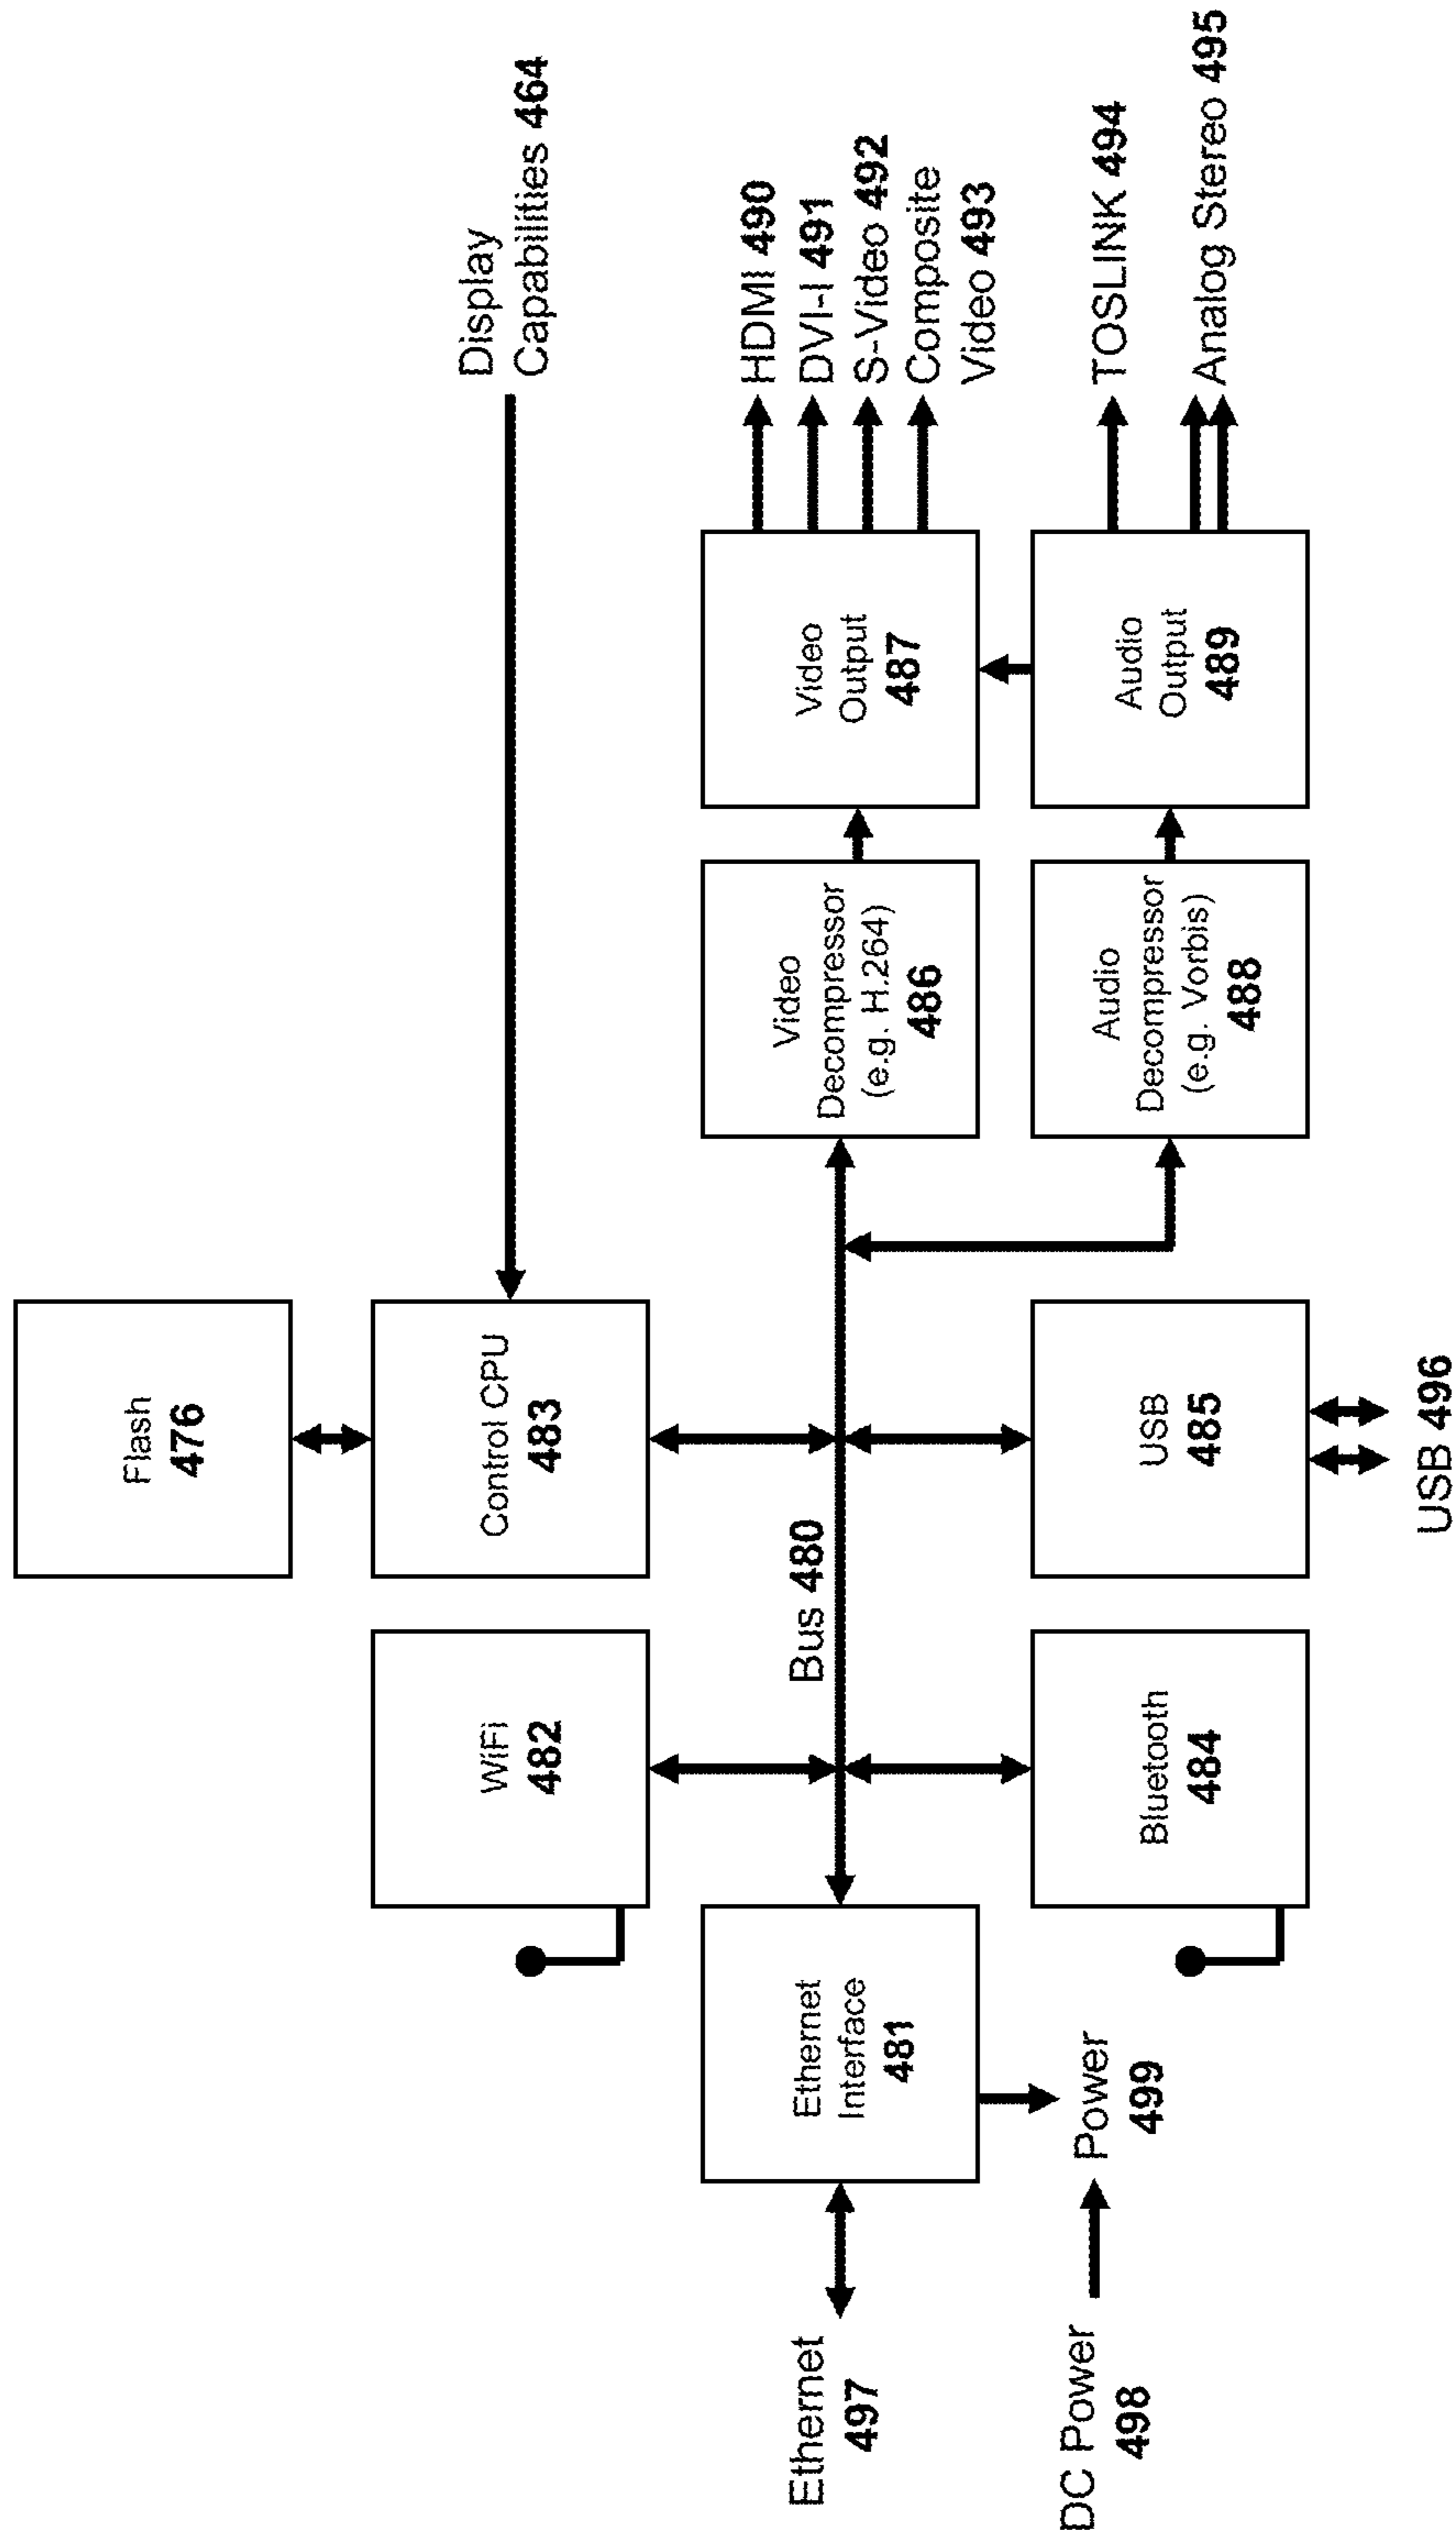 Flash
476
Display
Capabilities 464
WiFi
482
Control CPU
483
HDMI 490
DVI-I 491
S-Video 492
Composite
Video 493
Ethernet
497
Ethernet
Interface
481
Bus 480
Video
Decompressor
(e.g. H.264)
486
Video
Output
487
DC Power
498
Power
499
Bluetooth
484
USB
485
Audio
Decompressor
(e.g. Vorbis)
488
Audio
Output
489
TOSLINK 494
Analog Stereo 495
USB 496